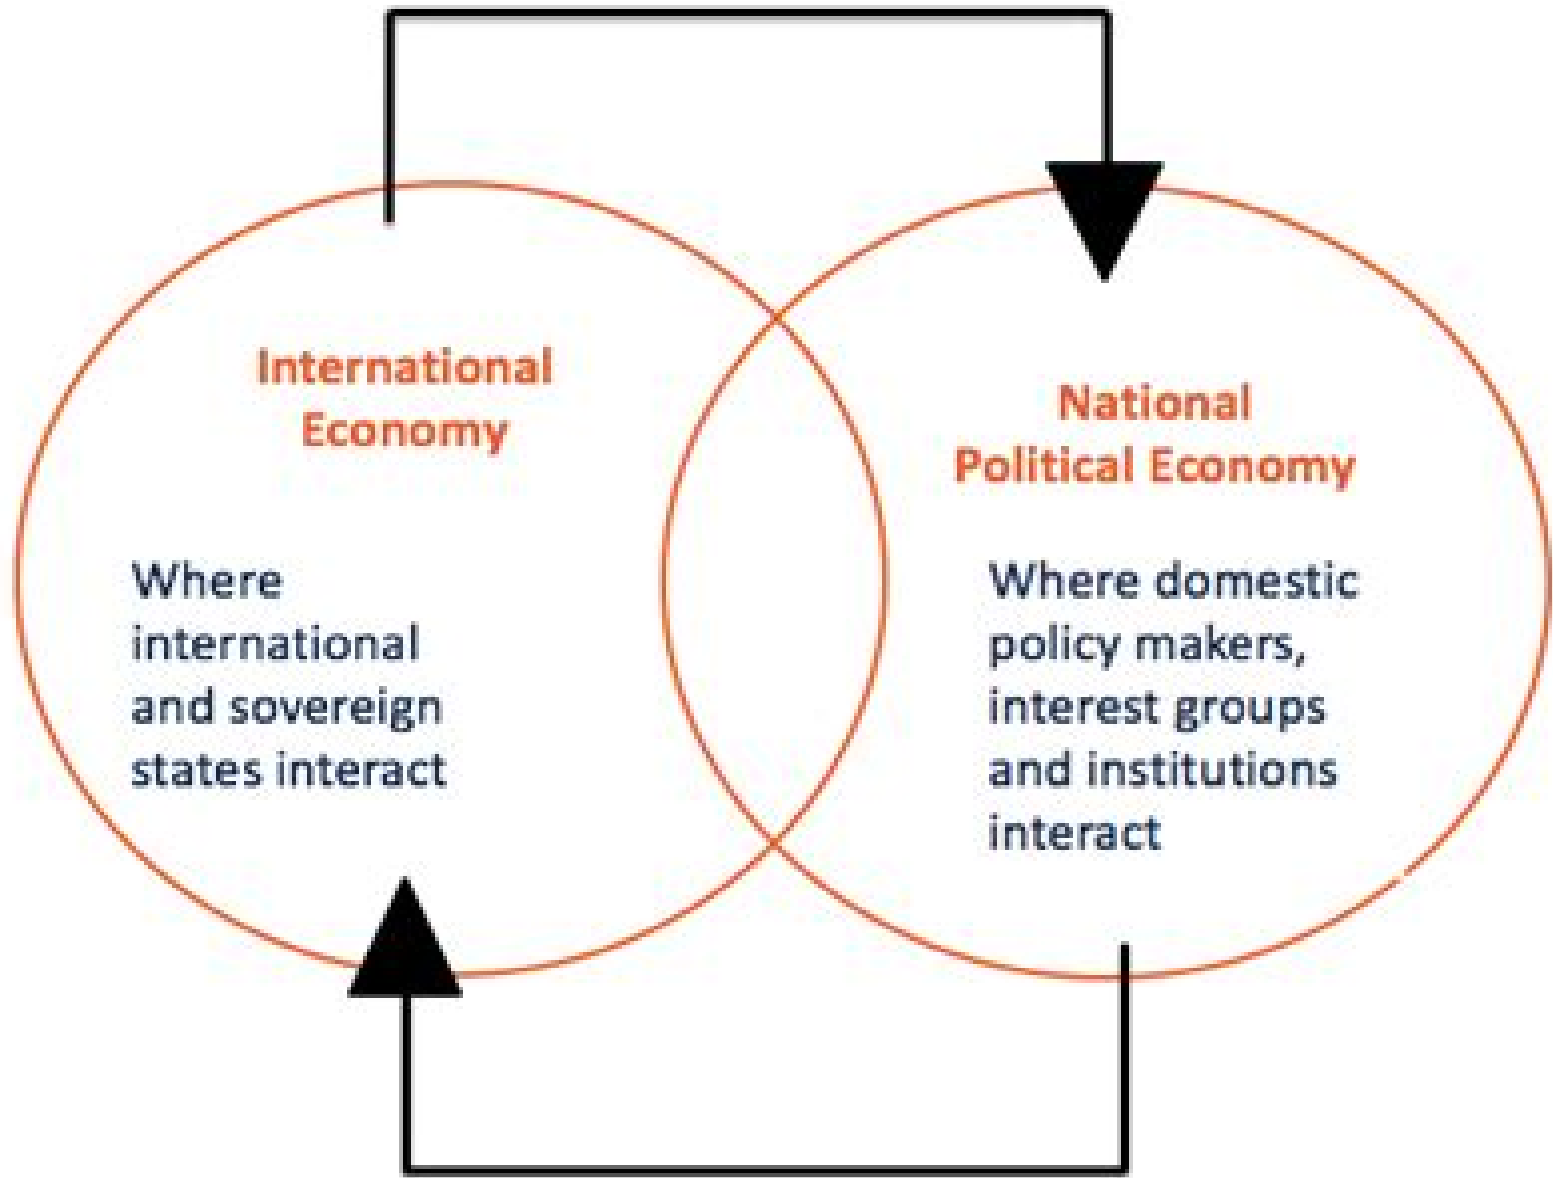 International
Economy
Where
international
and sovereign
states interact
National
Political Economy
Where domestic
policy makers,
interest groups
and institutions
interact